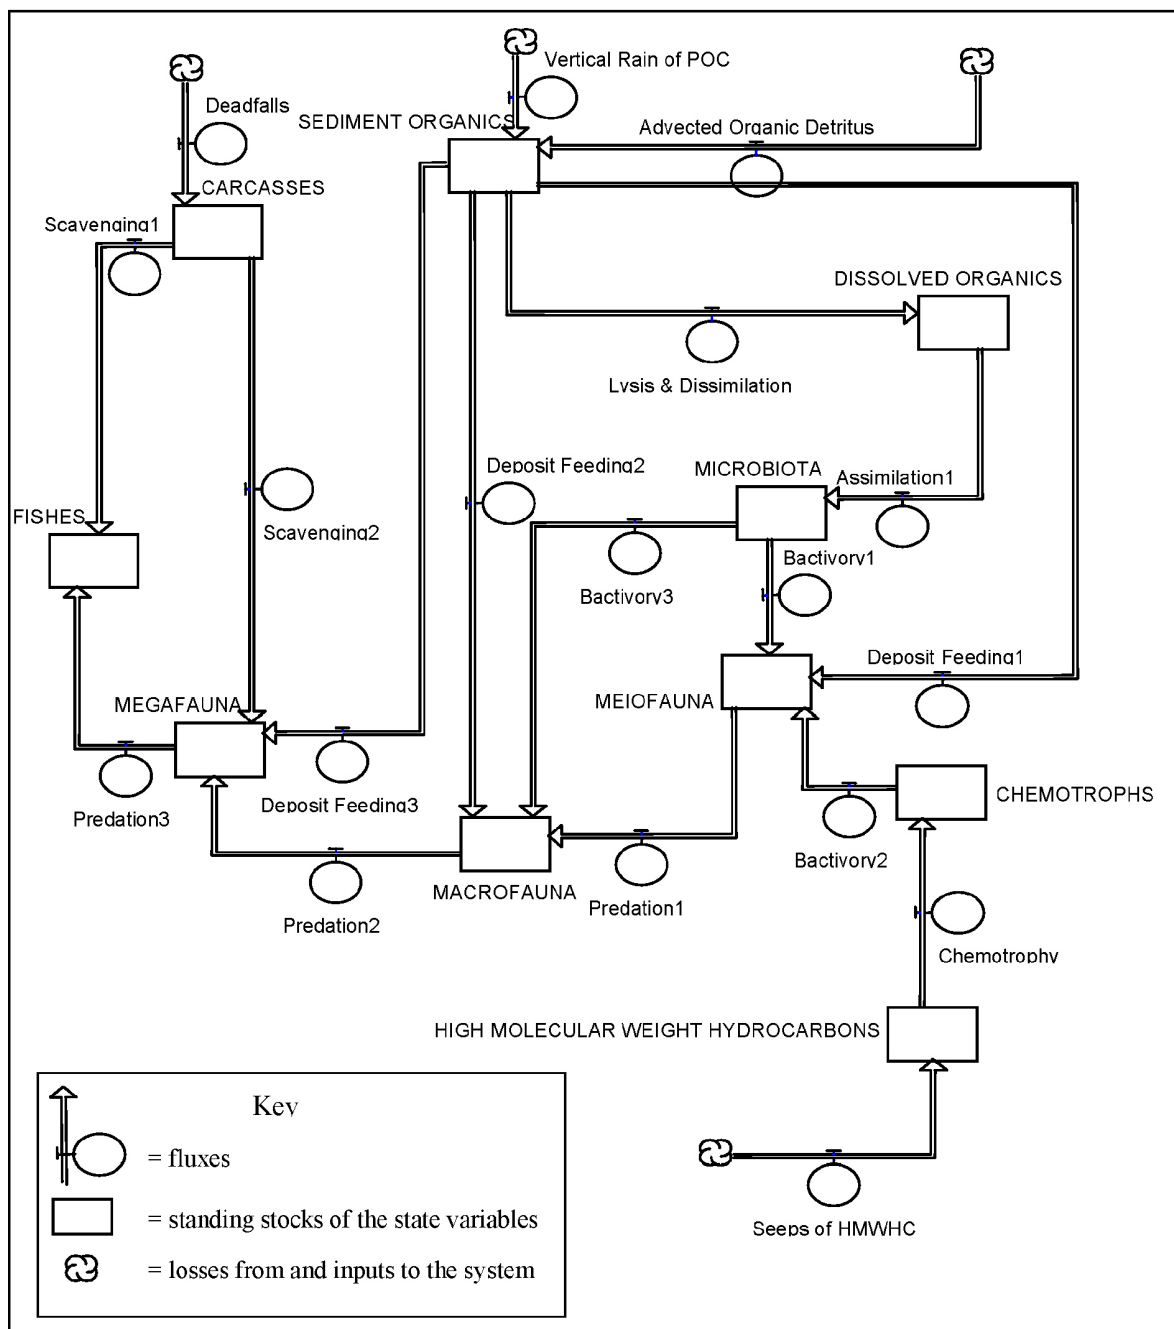 Vertical Rain of POC
Deadfalls
SEDIMENT ORGANICS
Advected Organic Detritus
CARCASSES
Scavenging1
DISSOLVED ORGANICS
Lysis & Dissimilation
Deposit Feeding2
MICROBIOTA
Assimilation1
FISHES
Scavenging2
Bactivory1
Bactivory3
Deposit Feeding1
MEGAFAUNA
MEIOFAUNA
CHEMOTROPHS
Predation3
Deposit Feeding3
Bactivory2
MACROFAUNA
Predation1
Predation2
Chemotrophy
HIGH MOLECULAR WEIGHT HYDROCARBONS
Key
= fluxes
= standing stocks of the state variables
= losses from and inputs to the system
Seeps of HMWHC